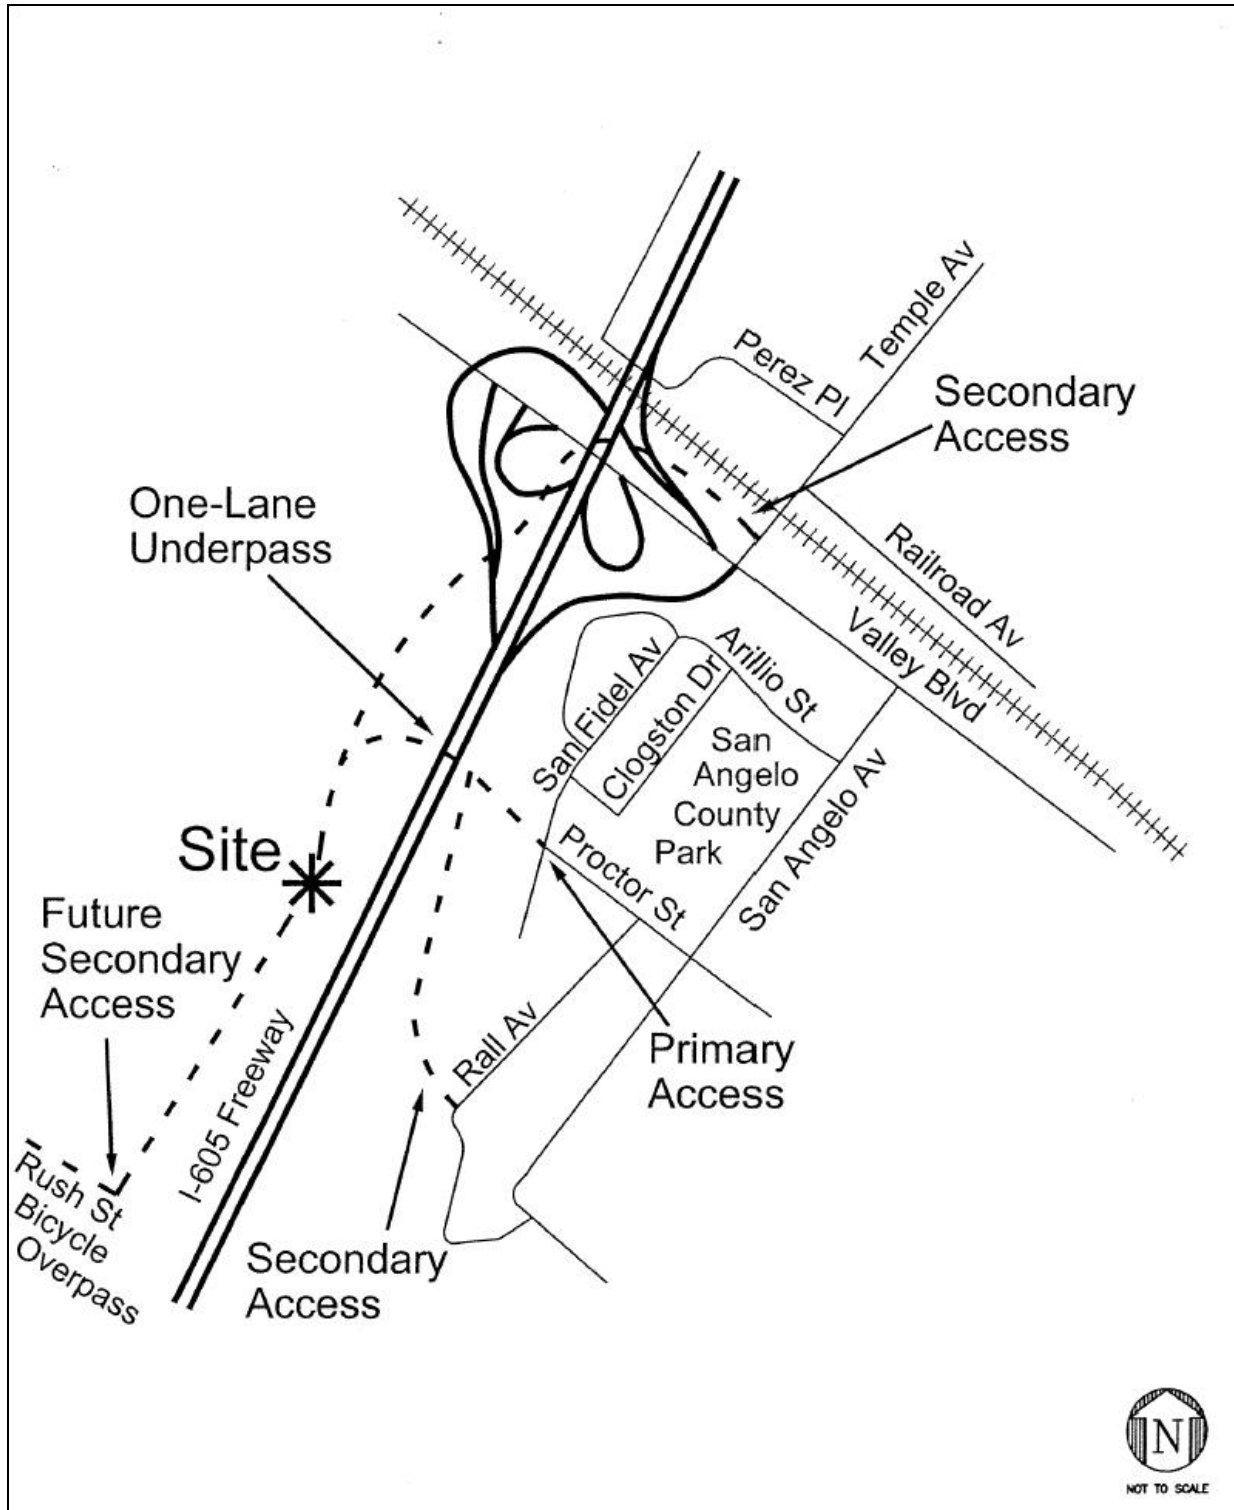 Temple Av
Perez Pl
Secondary
Access
One-Lane
Underpass
Railroad Av
Valley Blvd
Arillio St
San Fidel Av
Clogston Dr
San
Angelo
County
Park
San Angelo Av
Site
Proctor St
Future
Secondary
Access
Primary
Access
Rall Av
I-605 Freeway
Rush St
Bicycle
Overpass
Secondary
Access
N
NOT TO SCALE